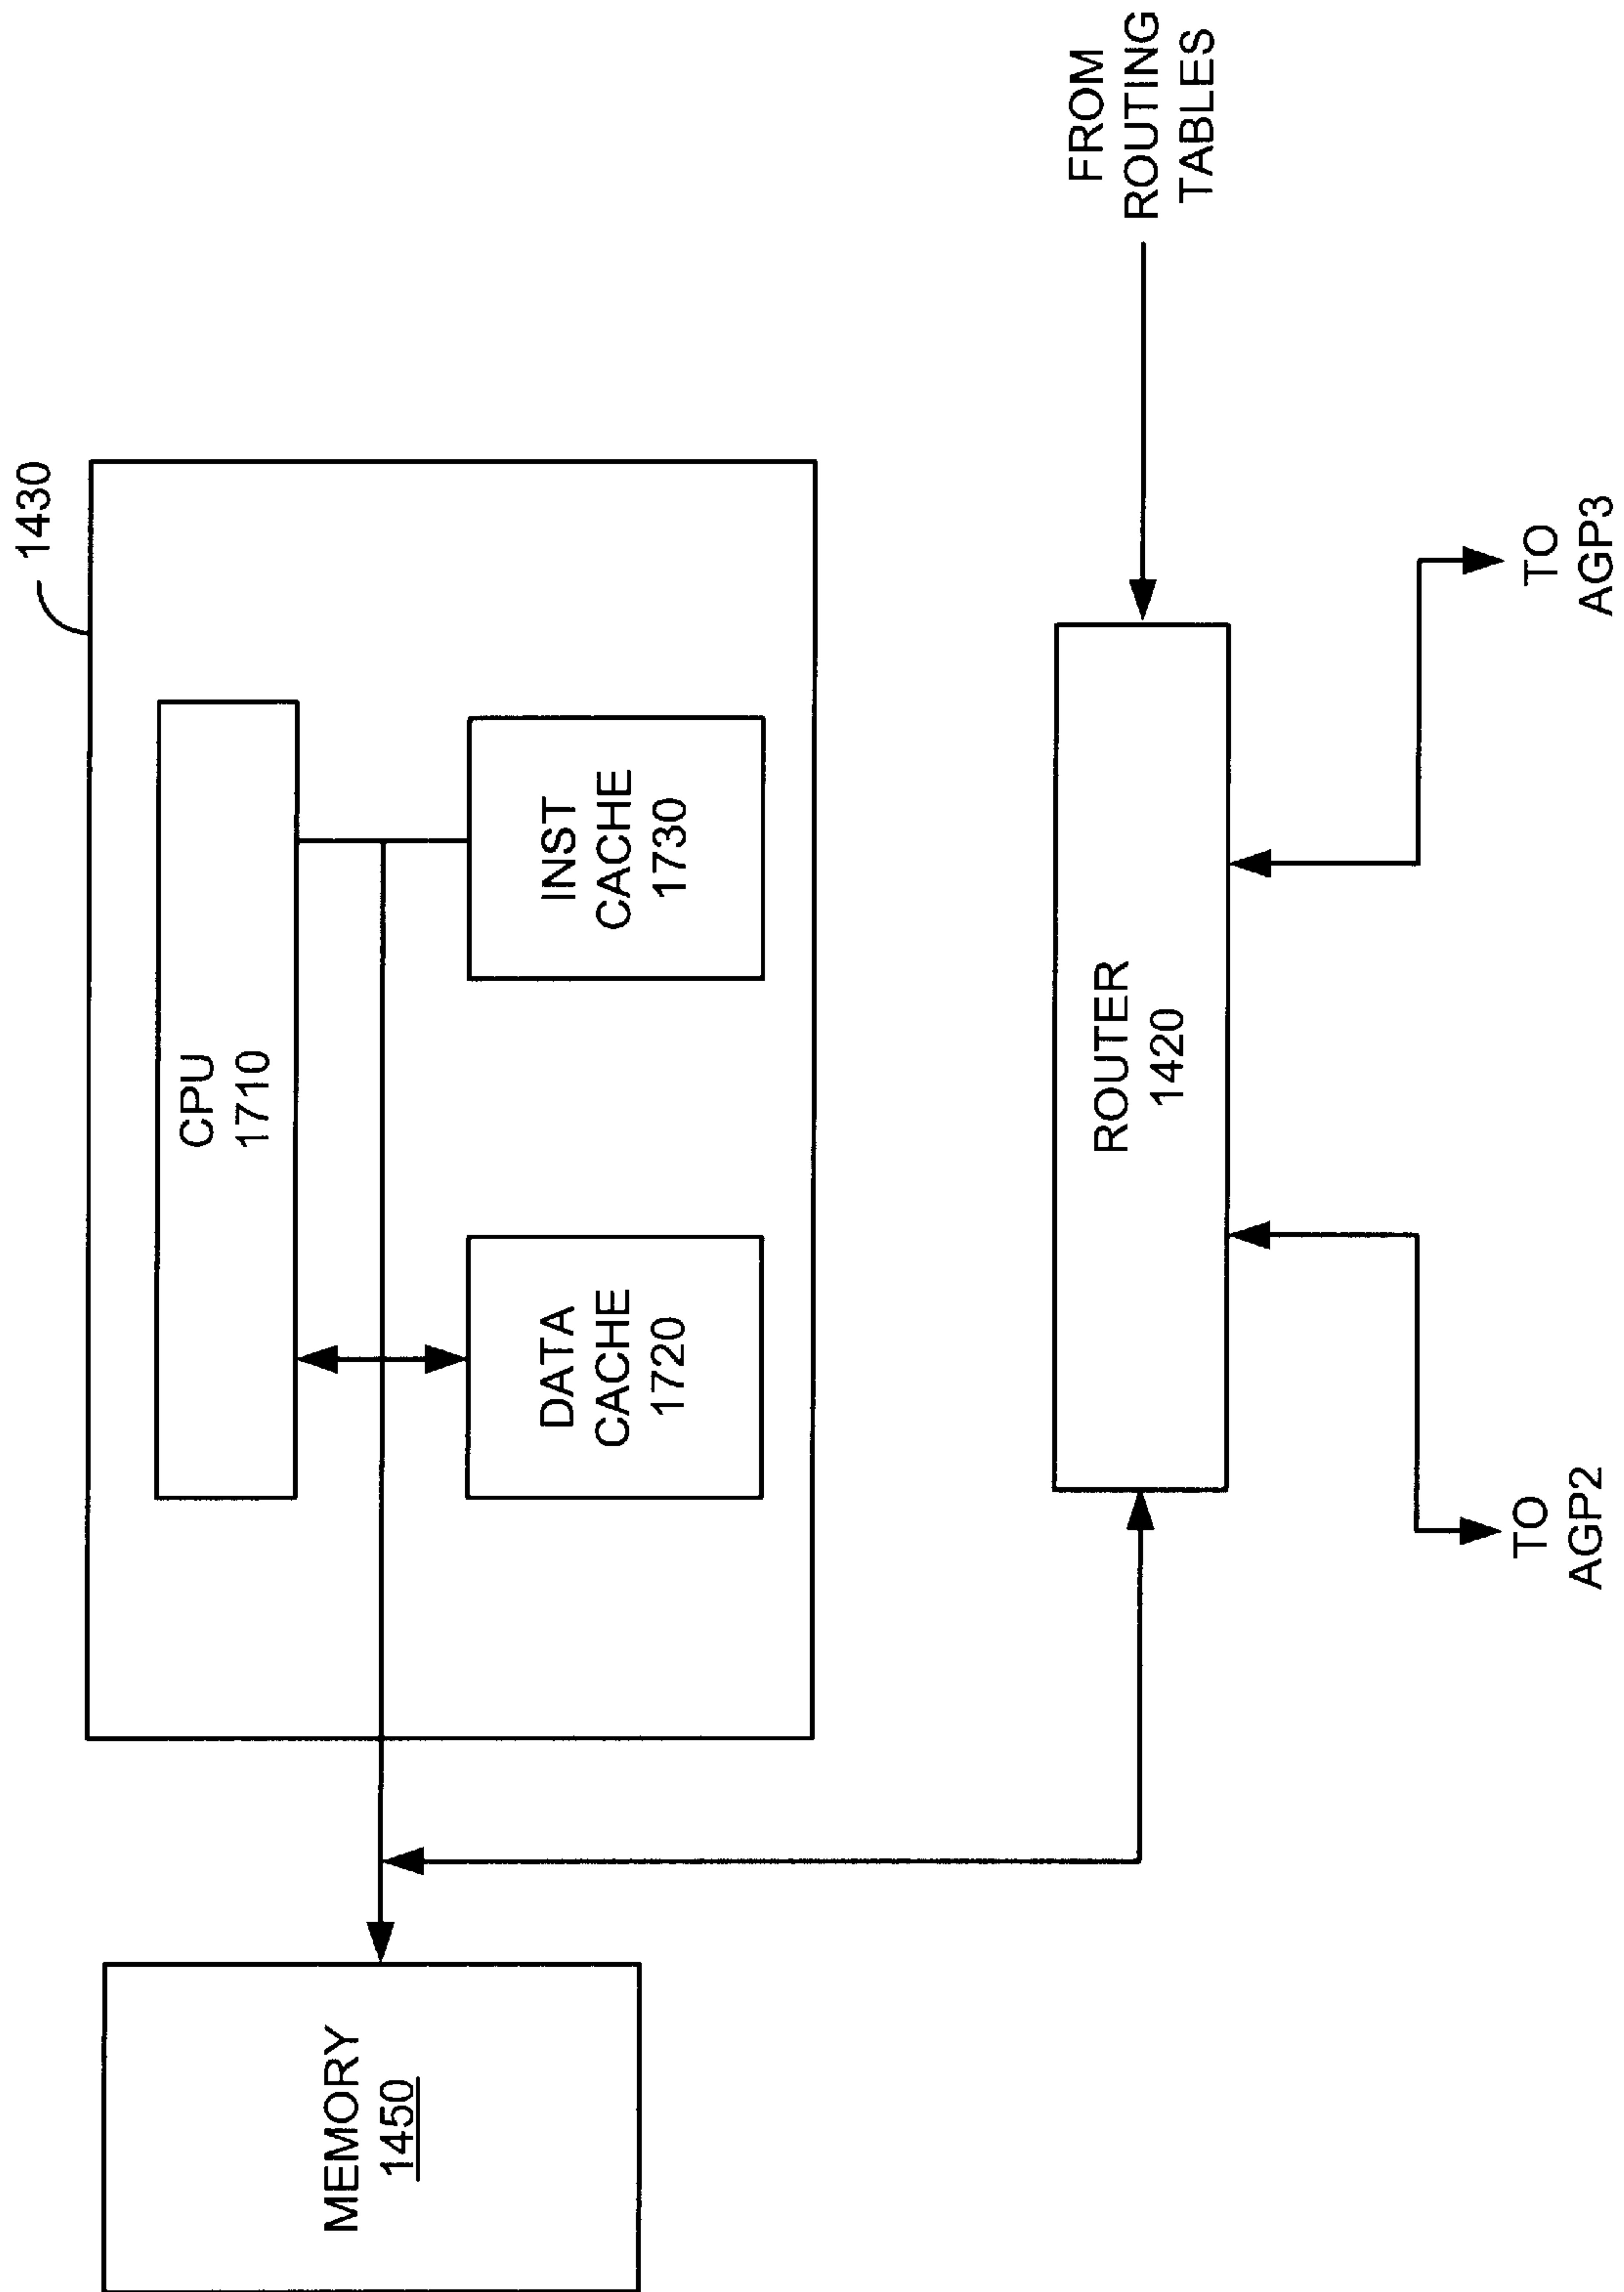 1430
CPU
1710
DATA
CACHE
1720
INST
CACHE
1730
MEMORY
1450
ROUTER
1420
FROM
ROUTING
TABLES
TO
AGP2
TO
AGP3